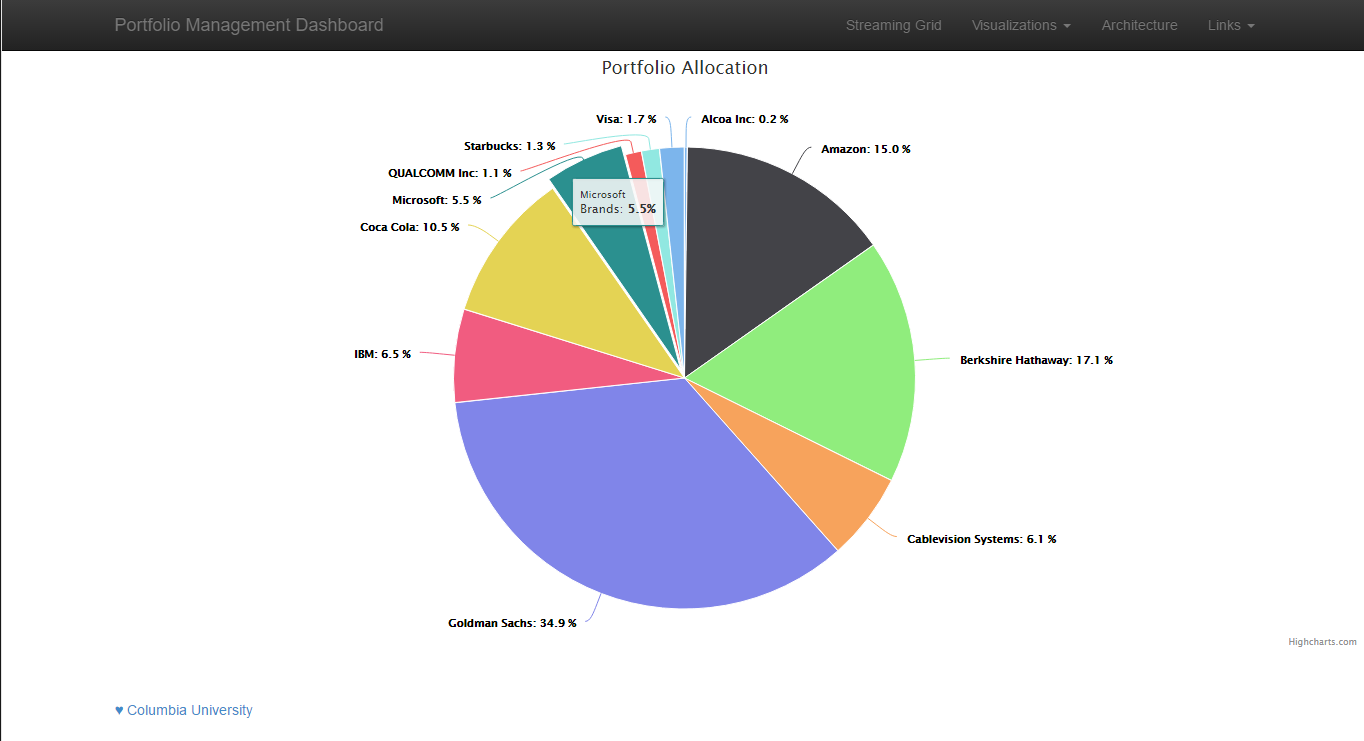 Portfolio Management Dashboard
Streaming Grid
Visualizations
Architecture
Links
Portfolio Allocation
Visa: 1.7 %
Alcoa Inc: 0.2 %
Starbucks: 1.3 %
Amazon: 15.0 %
QUALCOMM Inc: 1.1 %
Microsoft: 5.5 %
Microsoft
Brands: 5.5%
Coca Cola: 10.5 %
IBM: 6.5 %
Berkshire Hathaway: 17.1 %
Cablevision Systems: 6.1 %
Goldman Sachs: 34.9 %
Highcharts.com
♥ Columbia University